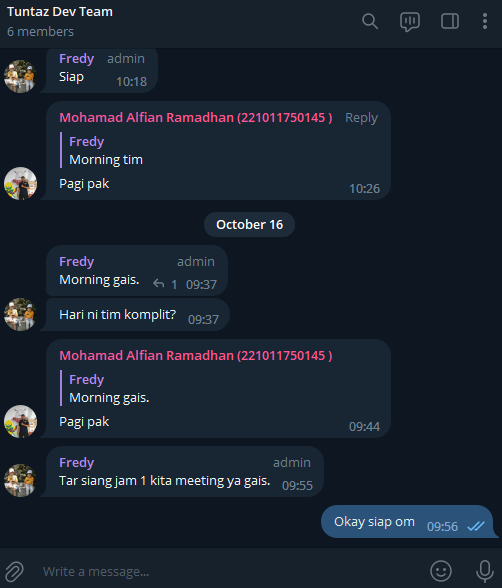 Tuntaz Dev Team
6 members
Fredy admin
Siap 10:18
Mohamad Alfian Ramadhan (221011750145 ) Reply
Fredy
Morning tim
Pagi pak 10:26
October 16
Fredy admin
Morning gais. 1 09:37
Hari ni tim komplit? 09:37
Mohamad Alfian Ramadhan (221011750145 )
Fredy
Morning gais.
Pagi pak 09:44
Fredy admin
Tar siang jam 1 kita meeting ya gais. 09:55
Okay siap om 09:56
Write a message...